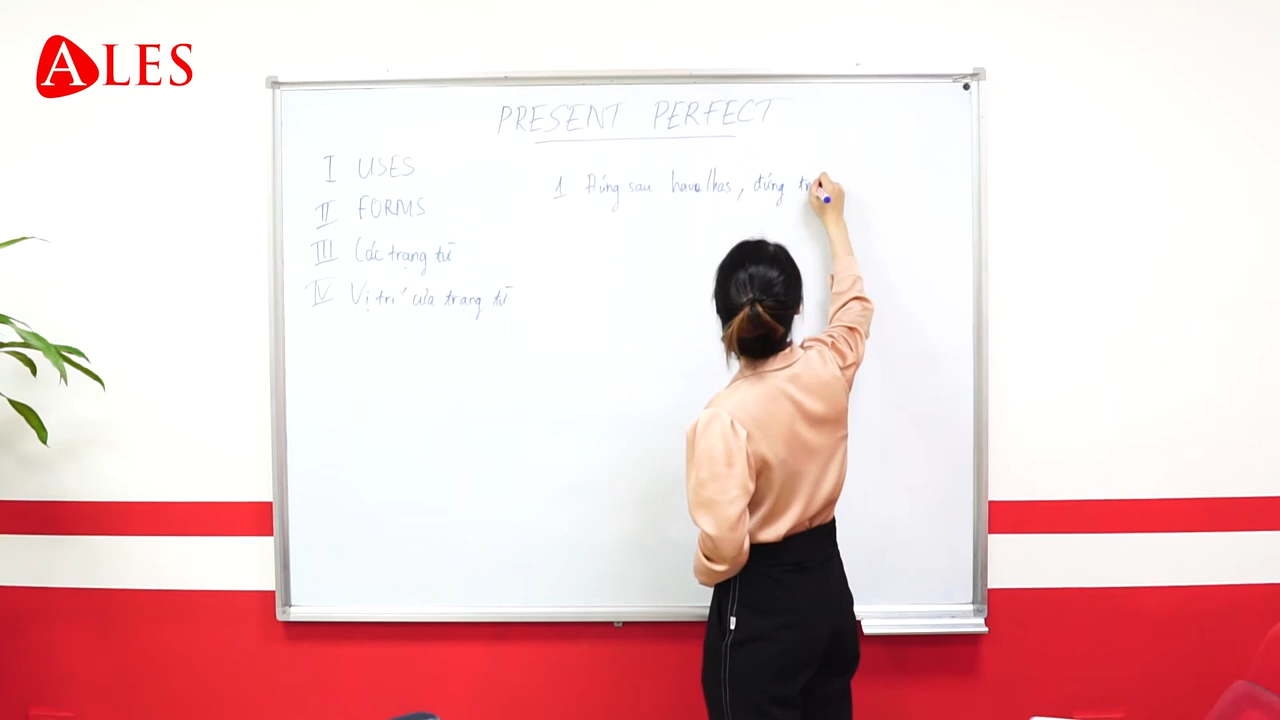 ALES
PRESENT PERFECT
I USES
II FORMS
III Các trạng từ
IV Vị trí của trạng từ
1 Đứng sau have/has, đứng